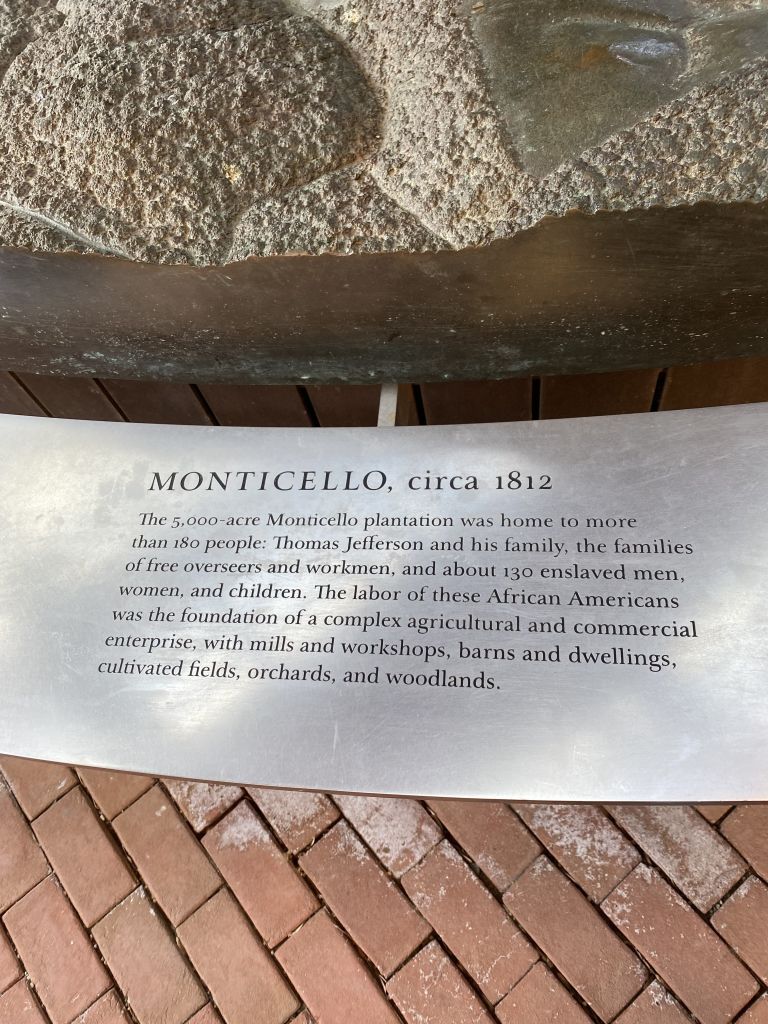 MONTICELLO, circa 1812
The 5,000-acre Monticello plantation was home to more
than 180 people: Thomas Jefferson and his family, the families
of free overseers and workmen, and about 130 enslaved men,
women, and children. The labor of these African Americans
was the foundation of a complex agricultural and commercial
enterprise, with mills and workshops, barns and dwellings,
cultivated fields, orchards, and woodlands.